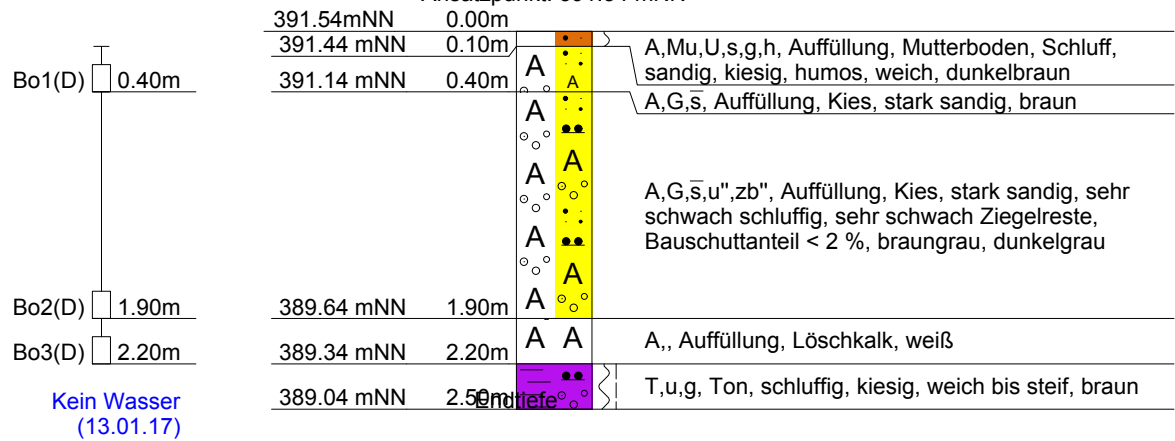 391.54mNN 0.00m
391.44 mNN 0.10m
A,Mu,U,s,g,h, Auffüllung, Mutterboden, Schluff,
sandig, kiesig, humos, weich, dunkelbraun
Bo1(D) 0.40m
391.14 mNN 0.40m
A A
A,G,s̅, Auffüllung, Kies, stark sandig, braun
A
A A
A,G,s̅,u",zb", Auffüllung, Kies, stark sandig, sehr
schwach schluffig, sehr schwach Ziegelreste,
Bauschuttanteil < 2 %, braungrau, dunkelgrau
A
A A
Bo2(D) 1.90m
389.64 mNN 1.90m
A
Bo3(D) 2.20m
389.34 mNN 2.20m
A A
A,, Auffüllung, Löschkalk, weiß
389.04 mNN 2.50m
Endtiefe
T,u,g, Ton, schluffig, kiesig, weich bis steif, braun
Kein Wasser
(13.01.17)